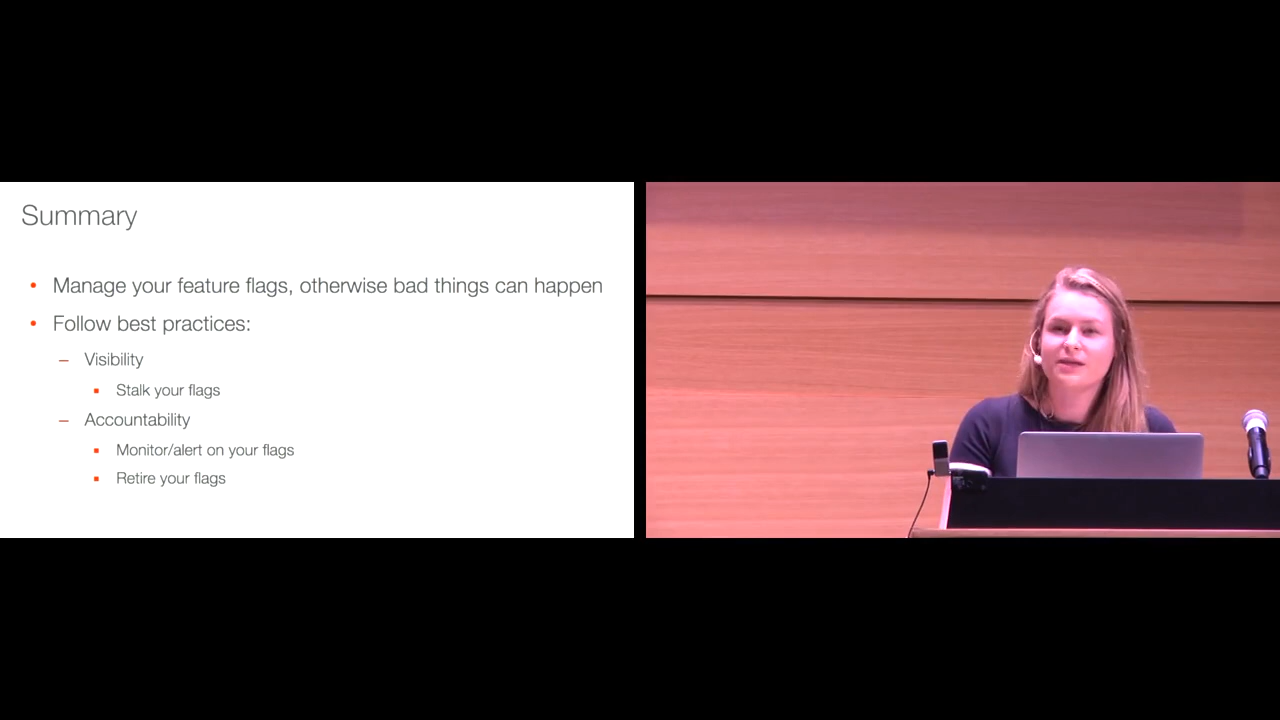 Summary
Manage your feature flags, otherwise bad things can happen
Follow best practices:
Visibility
Stalk your flags
Accountability
Monitor/alert on your flags
Retire your flags